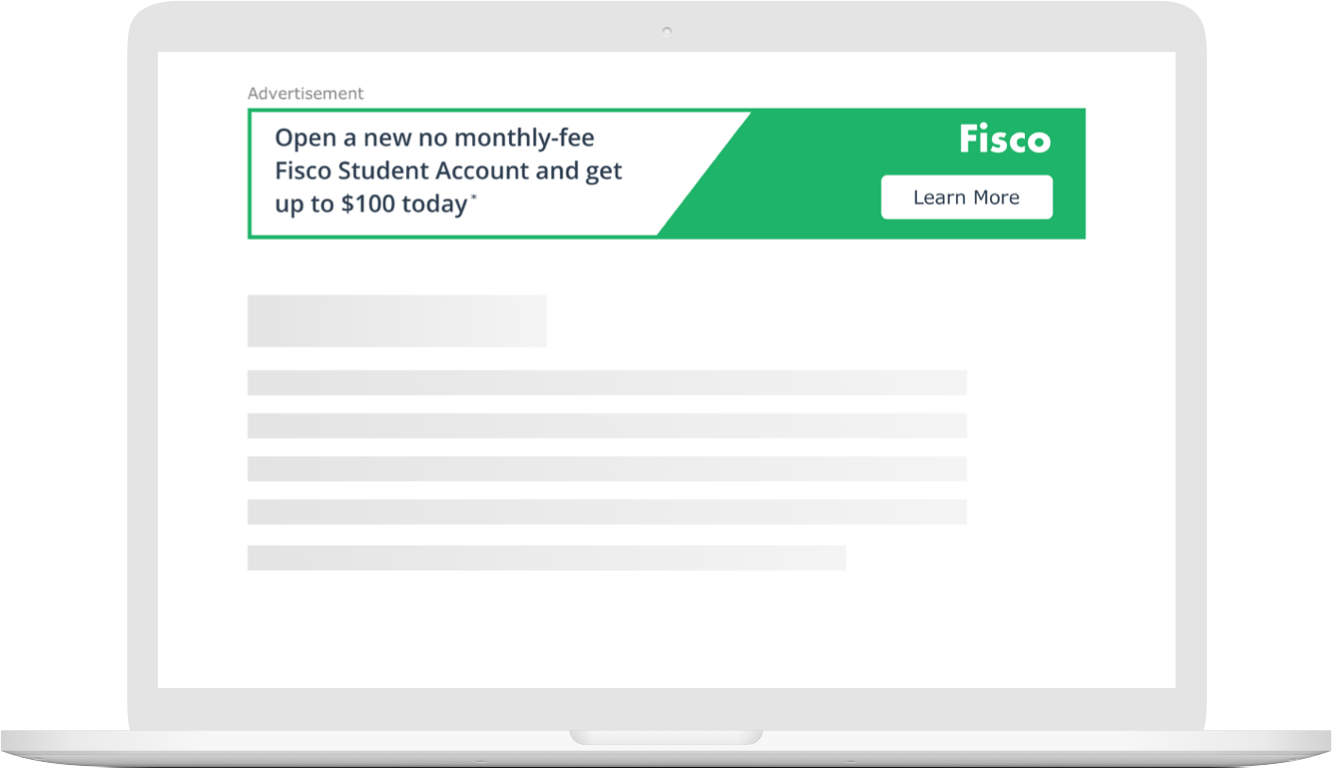 Advertisement
Open a new no monthly-fee
Fisco Student Account and get
up to $100 today*
Fisco
Learn More